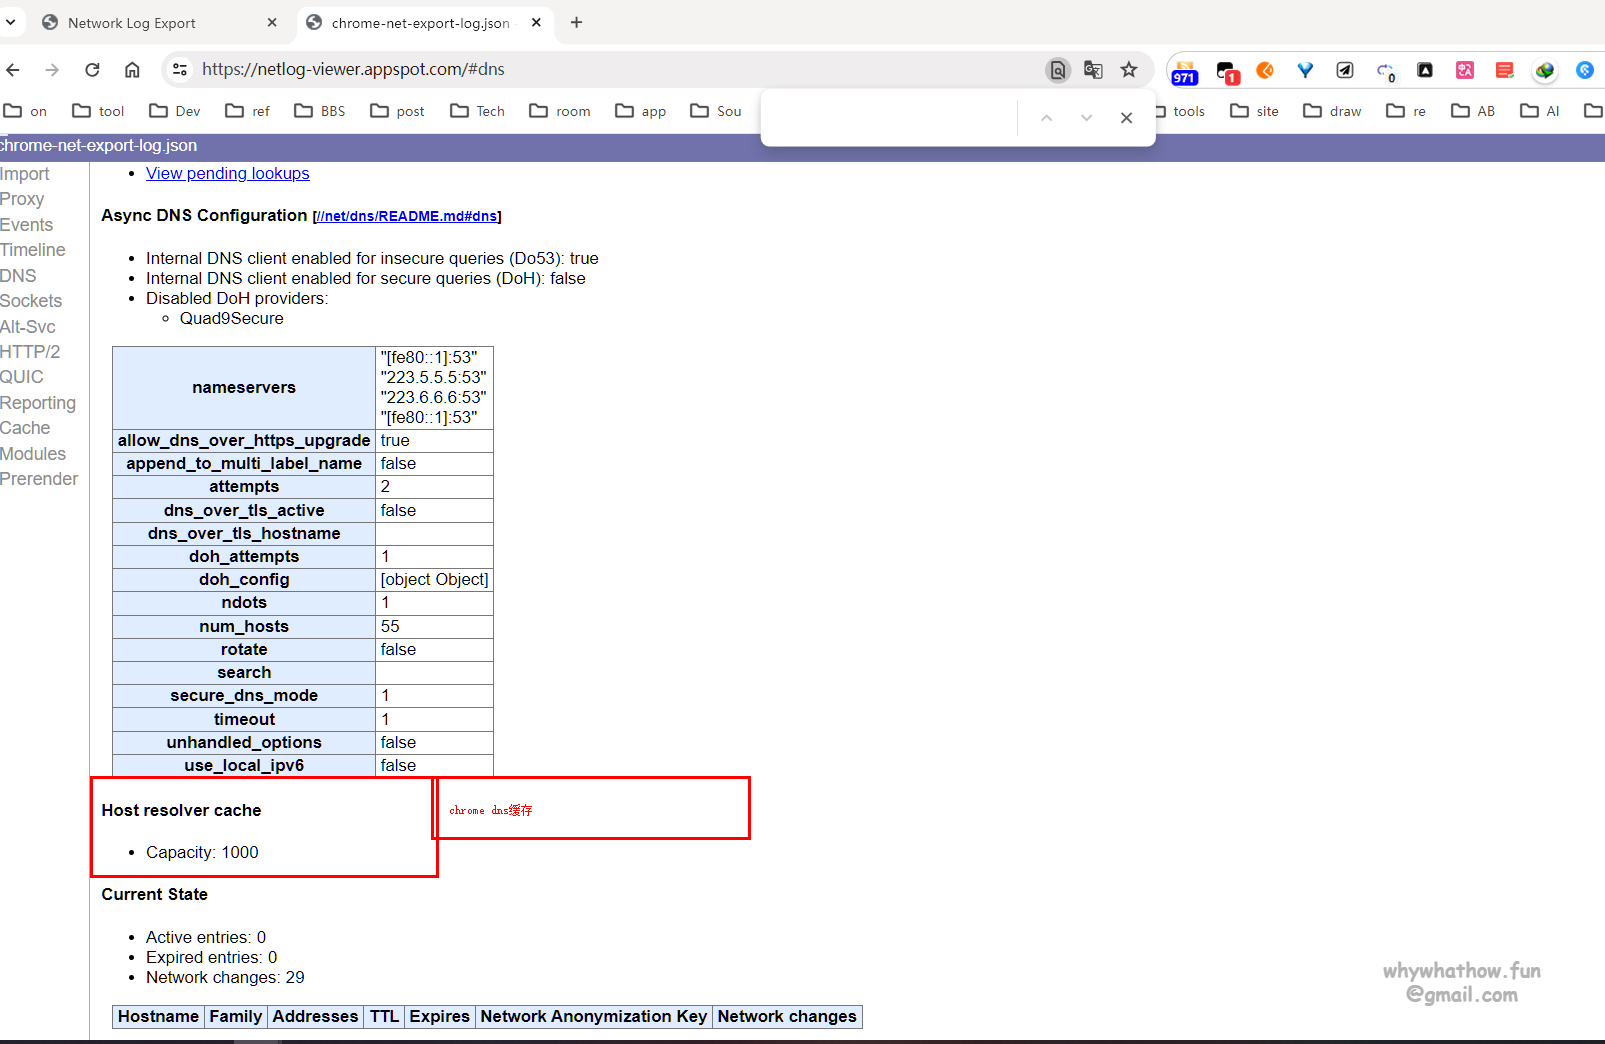 Network Log Export
chrome-net-export-log.json
https://netlog-viewer.appspot.com/#dns
971
1
0
on
tool
Dev
ref
BBS
post
Tech
room
app
Sou
tools
site
draw
re
AB
AI
chrome-net-export-log.json
Import
Proxy
Events
Timeline
DNS
Sockets
Alt-Svc
HTTP/2
QUIC
Reporting
Cache
Modules
Prerender
View pending lookups
Async DNS Configuration [//net/dns/README.md#dns]
Internal DNS client enabled for insecure queries (Do53): true
Internal DNS client enabled for secure queries (DoH): false
Disabled DoH providers:
Quad9Secure
nameservers
"[fe80::1]:53"
"223.5.5.5:53"
"223.6.6.6:53"
"[fe80::1]:53"
allow_dns_over_https_upgrade true
append_to_multi_label_name false
attempts 2
dns_over_tls_active false
dns_over_tls_hostname
doh_attempts 1
doh_config [object Object]
ndots 1
num_hosts 55
rotate false
search
secure_dns_mode 1
timeout 1
unhandled_options false
use_local_ipv6 false
Host resolver cache
chrome dns缓存
Capacity: 1000
Current State
Active entries: 0
Expired entries: 0
Network changes: 29
Hostname Family Addresses TTL Expires Network Anonymization Key Network changes
whywhathow.fun
@gmail.com